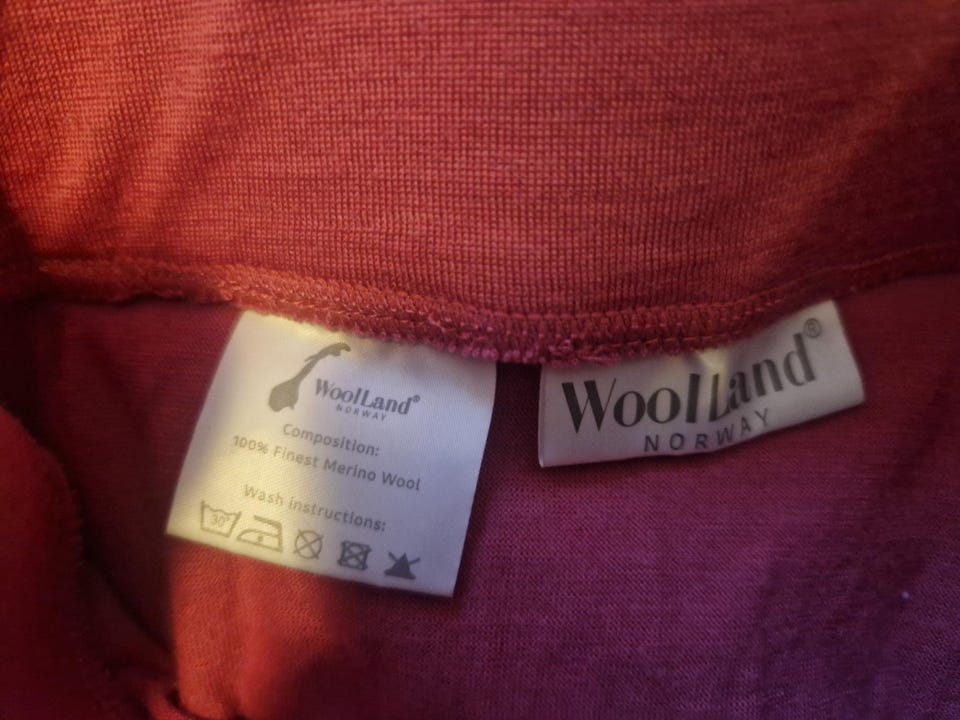 WoolLand®
NORWAY
Composition:
100% Finest Merino Wool
Wash instructions:
30°
WoolLand®
NORWAY